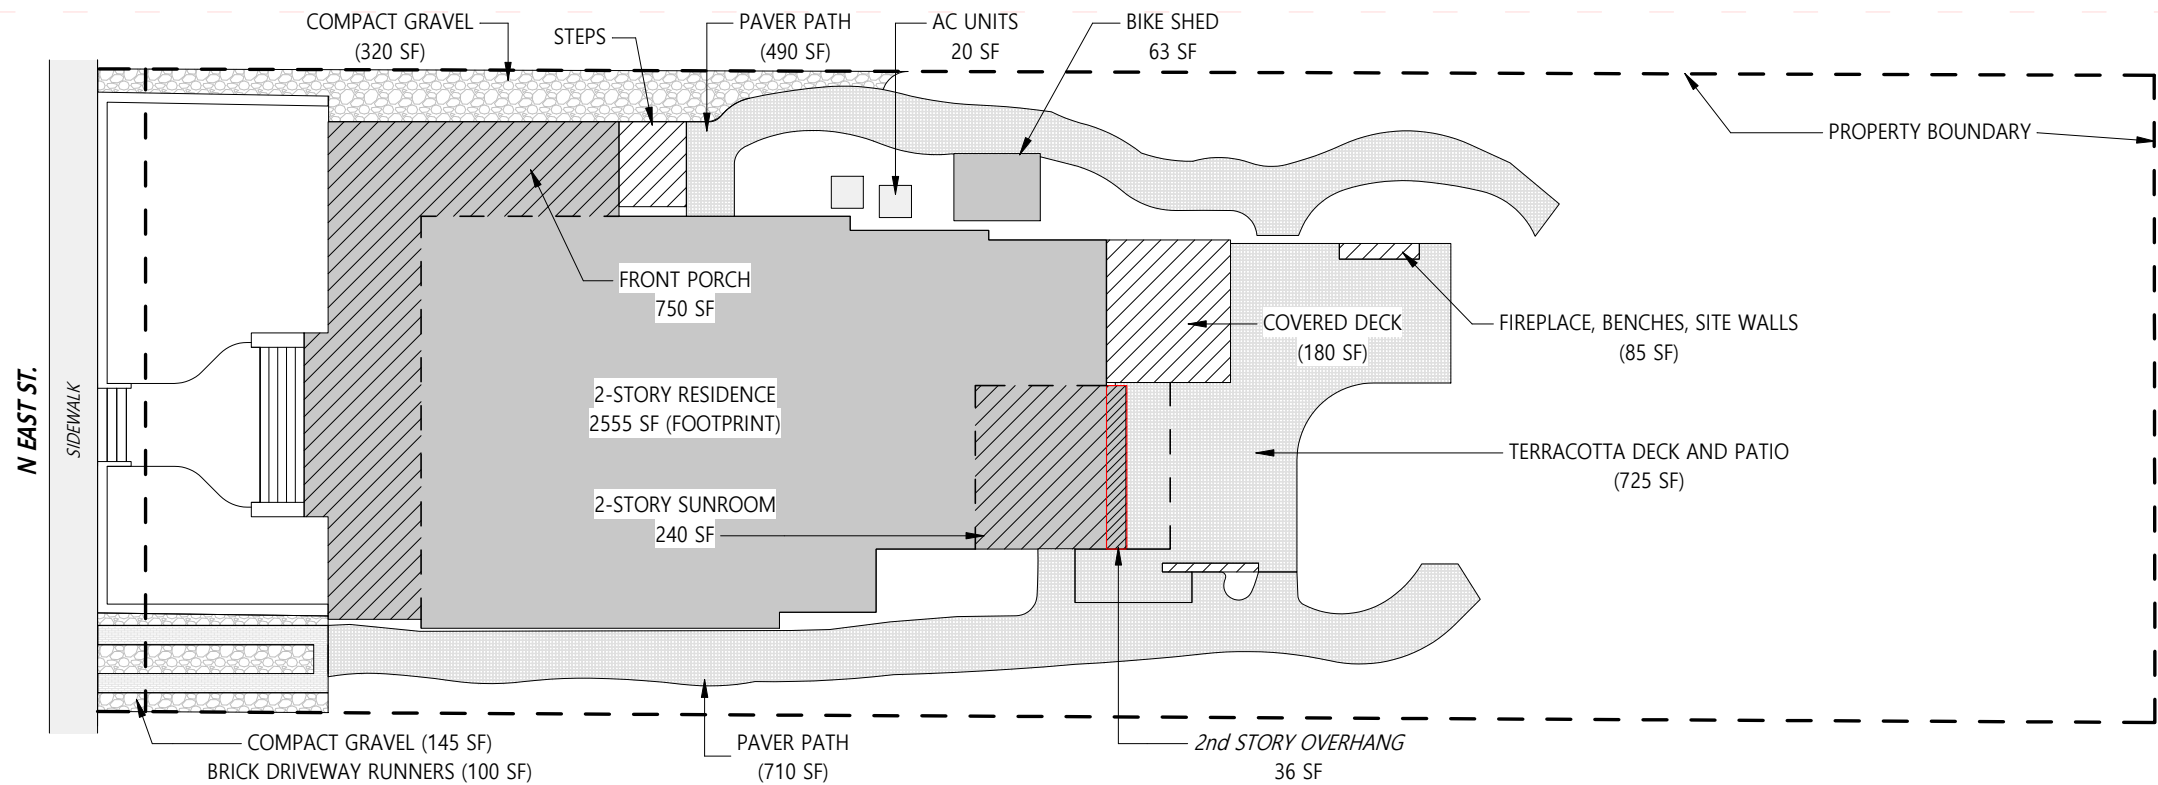 COMPACT GRAVEL
(320 SF)
STEPS
PAVER PATH
(490 SF)
AC UNITS
20 SF
BIKE SHED
63 SF
PROPERTY BOUNDARY
FRONT PORCH
750 SF
COVERED DECK
(180 SF)
FIREPLACE, BENCHES, SITE WALLS
(85 SF)
N EAST ST.
SIDEWALK
2-STORY RESIDENCE
2555 SF (FOOTPRINT)
TERRACOTTA DECK AND PATIO
(725 SF)
2-STORY SUNROOM
240 SF
COMPACT GRAVEL (145 SF)
BRICK DRIVEWAY RUNNERS (100 SF)
PAVER PATH
(710 SF)
2nd STORY OVERHANG
36 SF